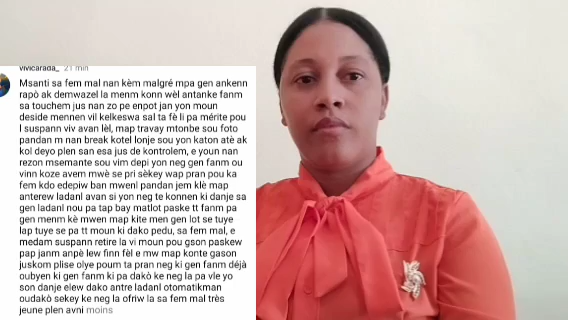 vivicarada_ 21 min
Msanti sa fem mal nan kèm malgré mpa gen ankenn
rapò ak demwazel la menm konn wèl antanke fanm
sa touchem jus nan zo pe enpot jan yon moun
deside mennen vil kelkeswa sal ta fè li pa mérite pou
l suspann viv avan lèl, map travay mtonbe sou foto
pandan m nan break kotel lonje sou yon katon atè ak
kol deyo plen san esa jus de kontrolem, e youn nan
rezon msemante sou vim depi yon neg gen fanm ou
vinn koze avem mwè se pri sèkey wap pran pou ka
fem kdo edepiw ban mwenl pandan jem klè map
anterew ladanl avan si yon neg te konnen ki danje sa
gen ladanl nou pa tap bay matlot paske tt fanm pa
gen menm kè mwen map kite men gen lot se tuye
lap tuye se pa tt moun ki dako pedu, sa fem mal, e
medam suspann retire la vi moun pou gson paskew
pap janm anpè lew finn fèl e mw map konte gason
juskom plise olye poum ta pran neg ki gen fanm déjà
oubyen ki gen fanm ki pa dakò ke neg la pa vle yo
son danje elew dako antre ladanl otomatikman
oudakò sekey ke neg la ofriw la sa fem mal très
jeune plen avni moins